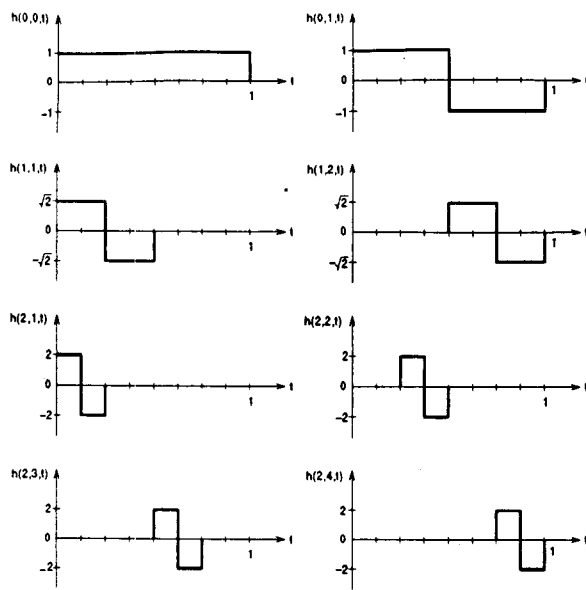 h(0,0,t)
1
0
-1
1
t
h(0,1,t)
1
0
-1
1
t
h(1,1,t)
√2
0
-√2
1
t
h(1,2,t)
√2
0
-√2
1
t
h(2,1,t)
2
0
-2
1
t
h(2,2,t)
2
0
-2
1
t
h(2,3,t)
2
0
-2
1
t
h(2,4,t)
2
0
-2
1
t